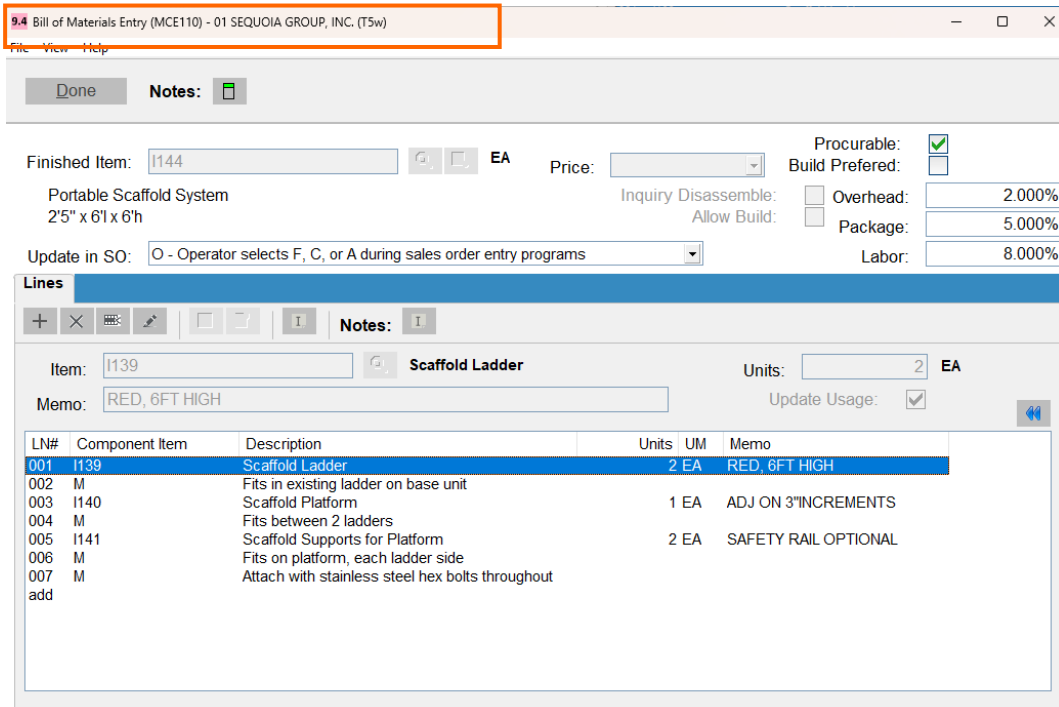 9.4 Bill of Materials Entry (MCE110) - 01 SEQUOIA GROUP, INC. (T5w)
File View Help
Done Notes:
Finished Item: I144 EA Price: Procurable:
Build Prefered:
Portable Scaffold System Inquiry Disassemble: Overhead: 2.000%
2'5" x 6'l x 6'h Allow Build: Package: 5.000%
Update in SO: O - Operator selects F, C, or A during sales order entry programs Labor: 8.000%
Lines
I Notes: I
Item: I139 Scaffold Ladder Units: 2 EA
Memo: RED, 6FT HIGH Update Usage:
LN# Component Item Description Units UM Memo
001 I139 Scaffold Ladder 2 EA RED, 6FT HIGH
002 M Fits in existing ladder on base unit
003 I140 Scaffold Platform 1 EA ADJ ON 3"INCREMENTS
004 M Fits between 2 ladders
005 I141 Scaffold Supports for Platform 2 EA SAFETY RAIL OPTIONAL
006 M Fits on platform, each ladder side
007 M Attach with stainless steel hex bolts throughout
add